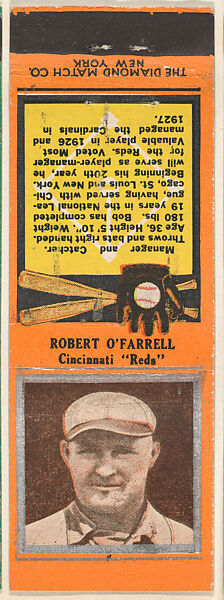 THE DIAMOND MATCH CO.
NEW YORK
Manager and Catcher.
Throws and bats right handed.
Age 36. Height 5' 10". Weight
180 lbs. Bob has completed
19 years in the National Lea-
gue, having served with Chi-
cago, St. Louis and New York.
Beginning his 20th year he
will serve as player-manager
for the Reds. Voted Most
Valuable player in 1926 and
managed the Cardinals in
1927.
ROBERT O'FARRELL
Cincinnati "Reds"